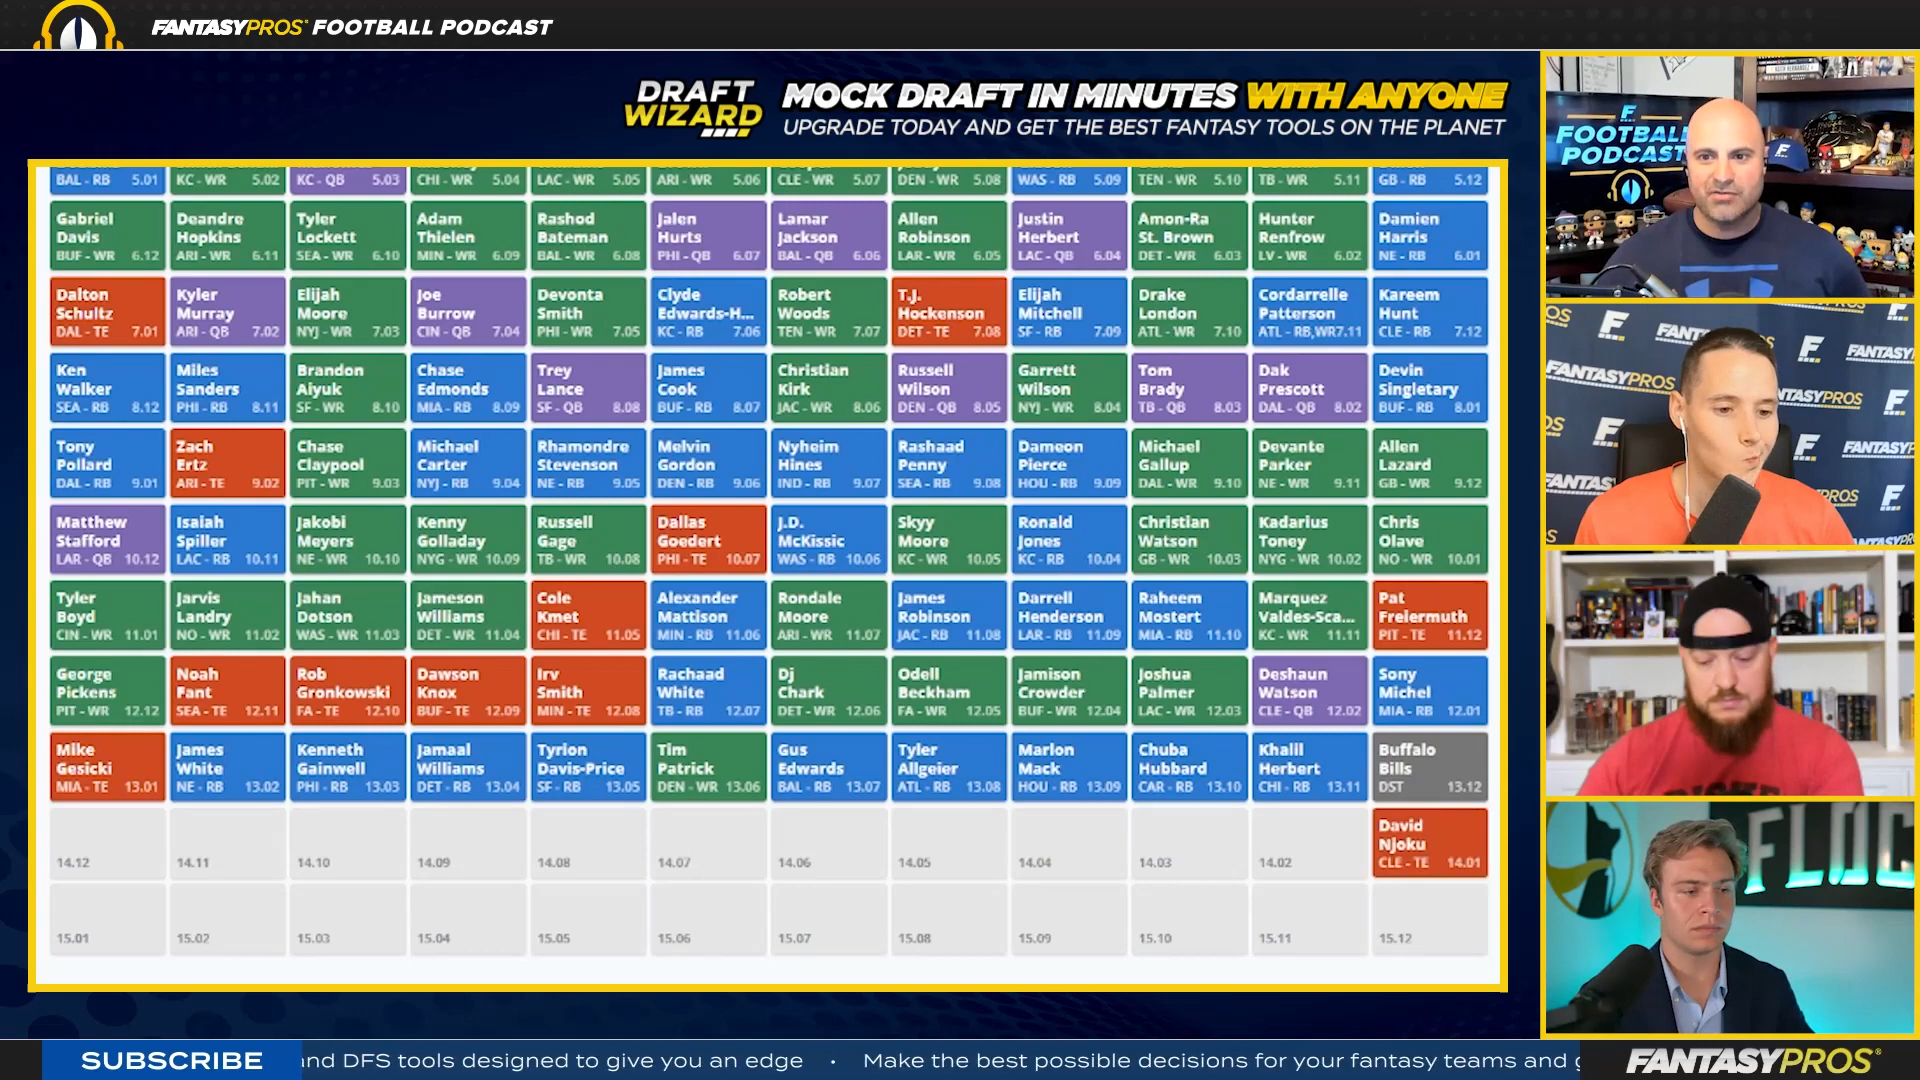 FANTASYPROS FOOTBALL PODCAST
DRAFT WIZARD
MOCK DRAFT IN MINUTES WITH ANYONE
UPGRADE TODAY AND GET THE BEST FANTASY TOOLS ON THE PLANET
BAL - RB 5.01 KC - WR 5.02 KC - QB 5.03 CHI - WR 5.04 LAC - WR 5.05 ARI - WR 5.06 CLE - WR 5.07 DEN - WR 5.08 WAS - RB 5.09 TEN - WR 5.10 TB - WR 5.11 GB - RB 5.12
Gabriel Deandre Tyler Adam Rashod Jalen Lamar Allen Justin Amon-Ra Hunter Damien
Davis Hopkins Lockett Thielen Bateman Hurts Jackson Robinson Herbert St. Brown Renfrow Harris
BUF - WR 6.12 ARI - WR 6.11 SEA - WR 6.10 MIN - WR 6.09 BAL - WR 6.08 PHI - QB 6.07 BAL - QB 6.06 LAR - WR 6.05 LAC - QB 6.04 DET - WR 6.03 LV - WR 6.02 NE - RB 6.01
Dalton Kyler Elijah Joe Devonta Clyde Robert T.J. Elijah Drake Cordarrelle Kareem
Schultz Murray Moore Burrow Smith Edwards-H... Woods Hockenson Mitchell London Patterson Hunt
DAL - TE 7.01 ARI - QB 7.02 NYJ - WR 7.03 CIN - QB 7.04 PHI - WR 7.05 KC - RB 7.06 TEN - WR 7.07 DET - TE 7.08 SF - RB 7.09 ATL - WR 7.10 ATL - RB,WR7.11 CLE - RB 7.12
Ken Miles Brandon Chase Trey James Christian Russell Garrett Tom Dak Devin
Walker Sanders Aiyuk Edmonds Lance Cook Kirk Wilson Wilson Brady Prescott Singletary
SEA - RB 8.12 PHI - RB 8.11 SF - WR 8.10 MIA - RB 8.09 SF - QB 8.08 BUF - RB 8.07 JAC - WR 8.06 DEN - QB 8.05 NYJ - WR 8.04 TB - QB 8.03 DAL - QB 8.02 BUF - RB 8.01
Tony Zach Chase Michael Rhamondre Melvin Nyheim Rashaad Dameon Michael Devante Allen
Pollard Ertz Claypool Carter Stevenson Gordon Hines Penny Pierce Gallup Parker Lazard
DAL - RB 9.01 ARI - TE 9.02 PIT - WR 9.03 NYJ - RB 9.04 NE - RB 9.05 DEN - RB 9.06 IND - RB 9.07 SEA - RB 9.08 HOU - RB 9.09 DAL - WR 9.10 NE - WR 9.11 GB - WR 9.12
Matthew Isaiah Jakobi Kenny Russell Dallas J.D. Skyy Ronald Christian Kadarius Chris
Stafford Spiller Meyers Golladay Gage Goedert McKissic Moore Jones Watson Toney Olave
LAR - QB 10.12 LAC - RB 10.11 NE - WR 10.10 NYG - WR 10.09 TB - WR 10.08 PHI - TE 10.07 WAS - RB 10.06 KC - WR 10.05 KC - RB 10.04 GB - WR 10.03 NYG - WR 10.02 NO - WR 10.01
Tyler Jarvis Jahan Jameson Cole Alexander Rondale James Darrell Raheem Marquez Pat
Boyd Landry Dotson Williams Kmet Mattison Moore Robinson Henderson Mostert Valdes-Sca... Freiermuth
CIN - WR 11.01 NO - WR 11.02 WAS - WR 11.03 DET - WR 11.04 CHI - TE 11.05 MIN - RB 11.06 ARI - WR 11.07 JAC - RB 11.08 LAR - RB 11.09 MIA - RB 11.10 KC - WR 11.11 PIT - TE 11.12
George Noah Rob Dawson Irv Rachaad Dj Odell Jamison Joshua Deshaun Sony
Pickens Fant Gronkowski Knox Smith White Chark Beckham Crowder Palmer Watson Michel
PIT - WR 12.12 SEA - TE 12.11 FA - TE 12.10 BUF - TE 12.09 MIN - TE 12.08 TB - RB 12.07 DET - WR 12.06 FA - WR 12.05 BUF - WR 12.04 LAC - WR 12.03 CLE - QB 12.02 MIA - RB 12.01
Mike James Kenneth Jamaal Tyrion Tim Gus Tyler Marlon Chuba Khalil Buffalo
Gesicki White Gainwell Williams Davis-Price Patrick Edwards Allgeier Mack Hubbard Herbert Bills
MIA - TE 13.01 NE - RB 13.02 PHI - RB 13.03 DET - RB 13.04 SF - RB 13.05 DEN - WR 13.06 BAL - RB 13.07 ATL - RB 13.08 HOU - RB 13.09 CAR - RB 13.10 CHI - RB 13.11 DST 13.12
David
Njoku
14.12 14.11 14.10 14.09 14.08 14.07 14.06 14.05 14.04 14.03 14.02 CLE - TE 14.01
15.01 15.02 15.03 15.04 15.05 15.06 15.07 15.08 15.09 15.10 15.11 15.12
FOOTBALL
PODCAST
FANTASYPROS
FLOC
SUBSCRIBE
and DFS tools designed to give you an edge • Make the best possible decisions for your fantasy teams and
FANTASYPROS